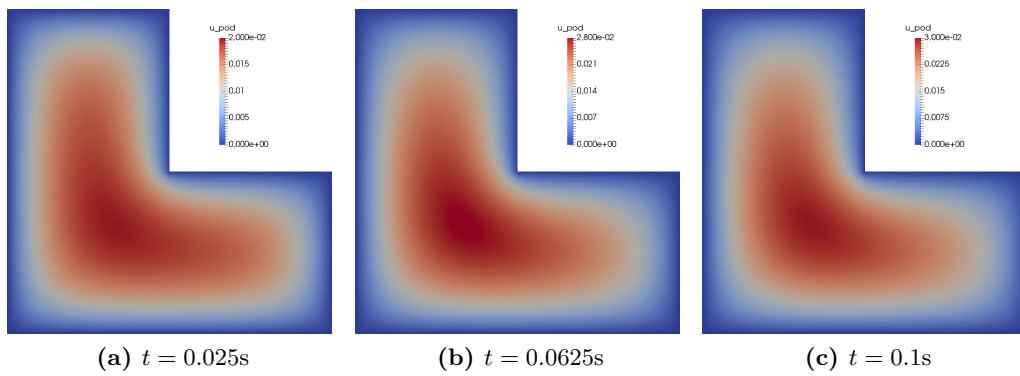 u_pod
2,000e-02
0.015
0.01
0,005
0,000e+00
u_pod
2,800e-02
0.021
0.014
0.007
0,000e+00
u_pod
3,000e-02
0.0225
0.015
0.0075
0,000e+00
(a) t = 0.025s
(b) t = 0.0625s
(c) t = 0.1s